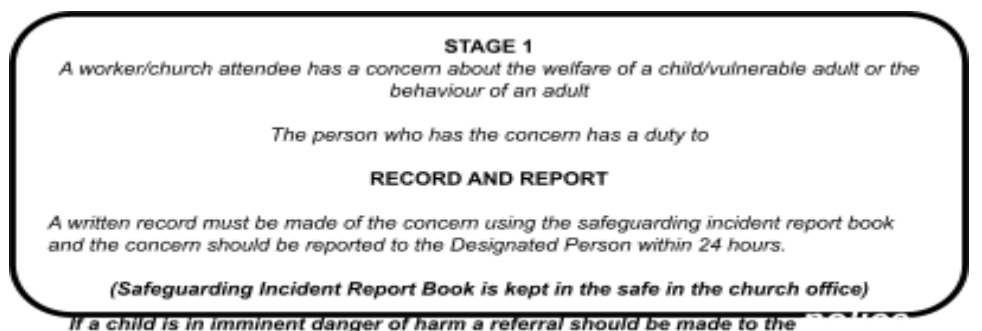 STAGE 1
A worker/church attendee has a concern about the welfare of a child/vulnerable adult or the
behaviour of an adult
The person who has the concern has a duty to
RECORD AND REPORT
A written record must be made of the concern using the safeguarding incident report book
and the concern should be reported to the Designated Person within 24 hours.
(Safeguarding Incident Report Book is kept in the safe in the church office)
If a child is in imminent danger of harm a referral should be made to the police